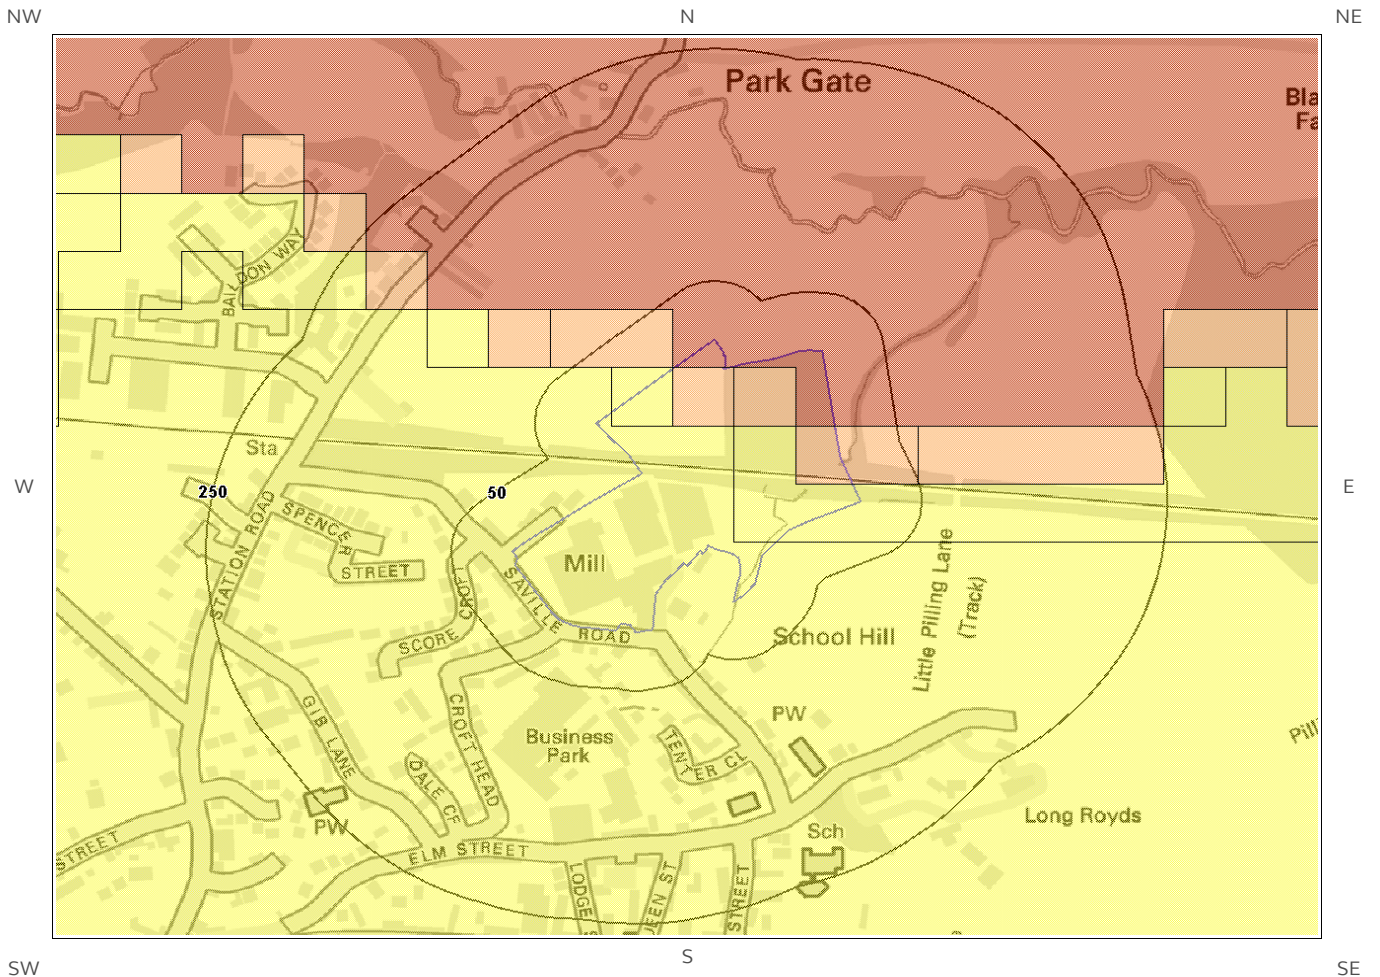 NW
N
NE
Park Gate
Bla
Fa
BAILDON WAY
Sta
W
250
50
E
STATION ROAD
SPENCER
STREET
Mill
SAVILLE
ROAD
CROFT
SCORE
School Hill
Little Pilling Lane
(Track)
GIB LANE
CROFT HEAD
Business
Park
PW
TENTER CL
Pill
DALE CF
PW
Long Royds
Sch
STREET
ELM STREET
LODGE
EEN ST
STREET
SW
S
SE